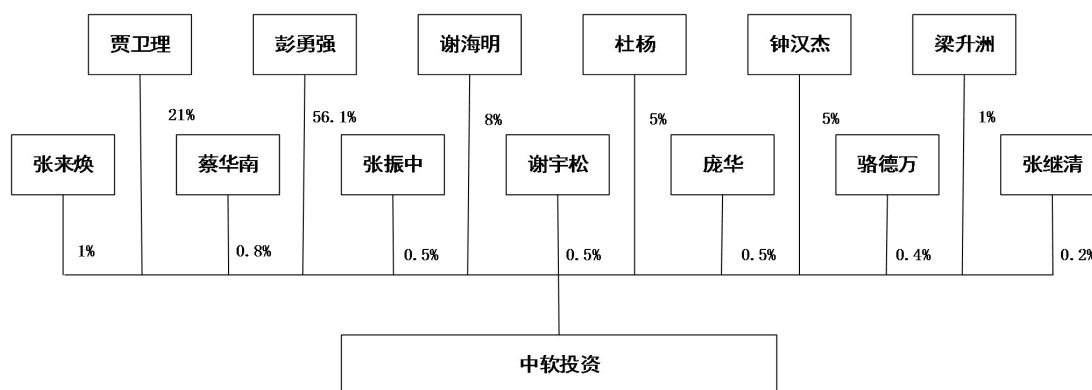 贾卫理
彭勇强
谢海明
杜杨
钟汉杰
梁升洲
21%
56.1%
8%
5%
5%
1%
张来焕
蔡华南
张振中
谢宇松
庞华
骆德万
张继清
1%
0.8%
0.5%
0.5%
0.5%
0.4%
0.2%
中软投资